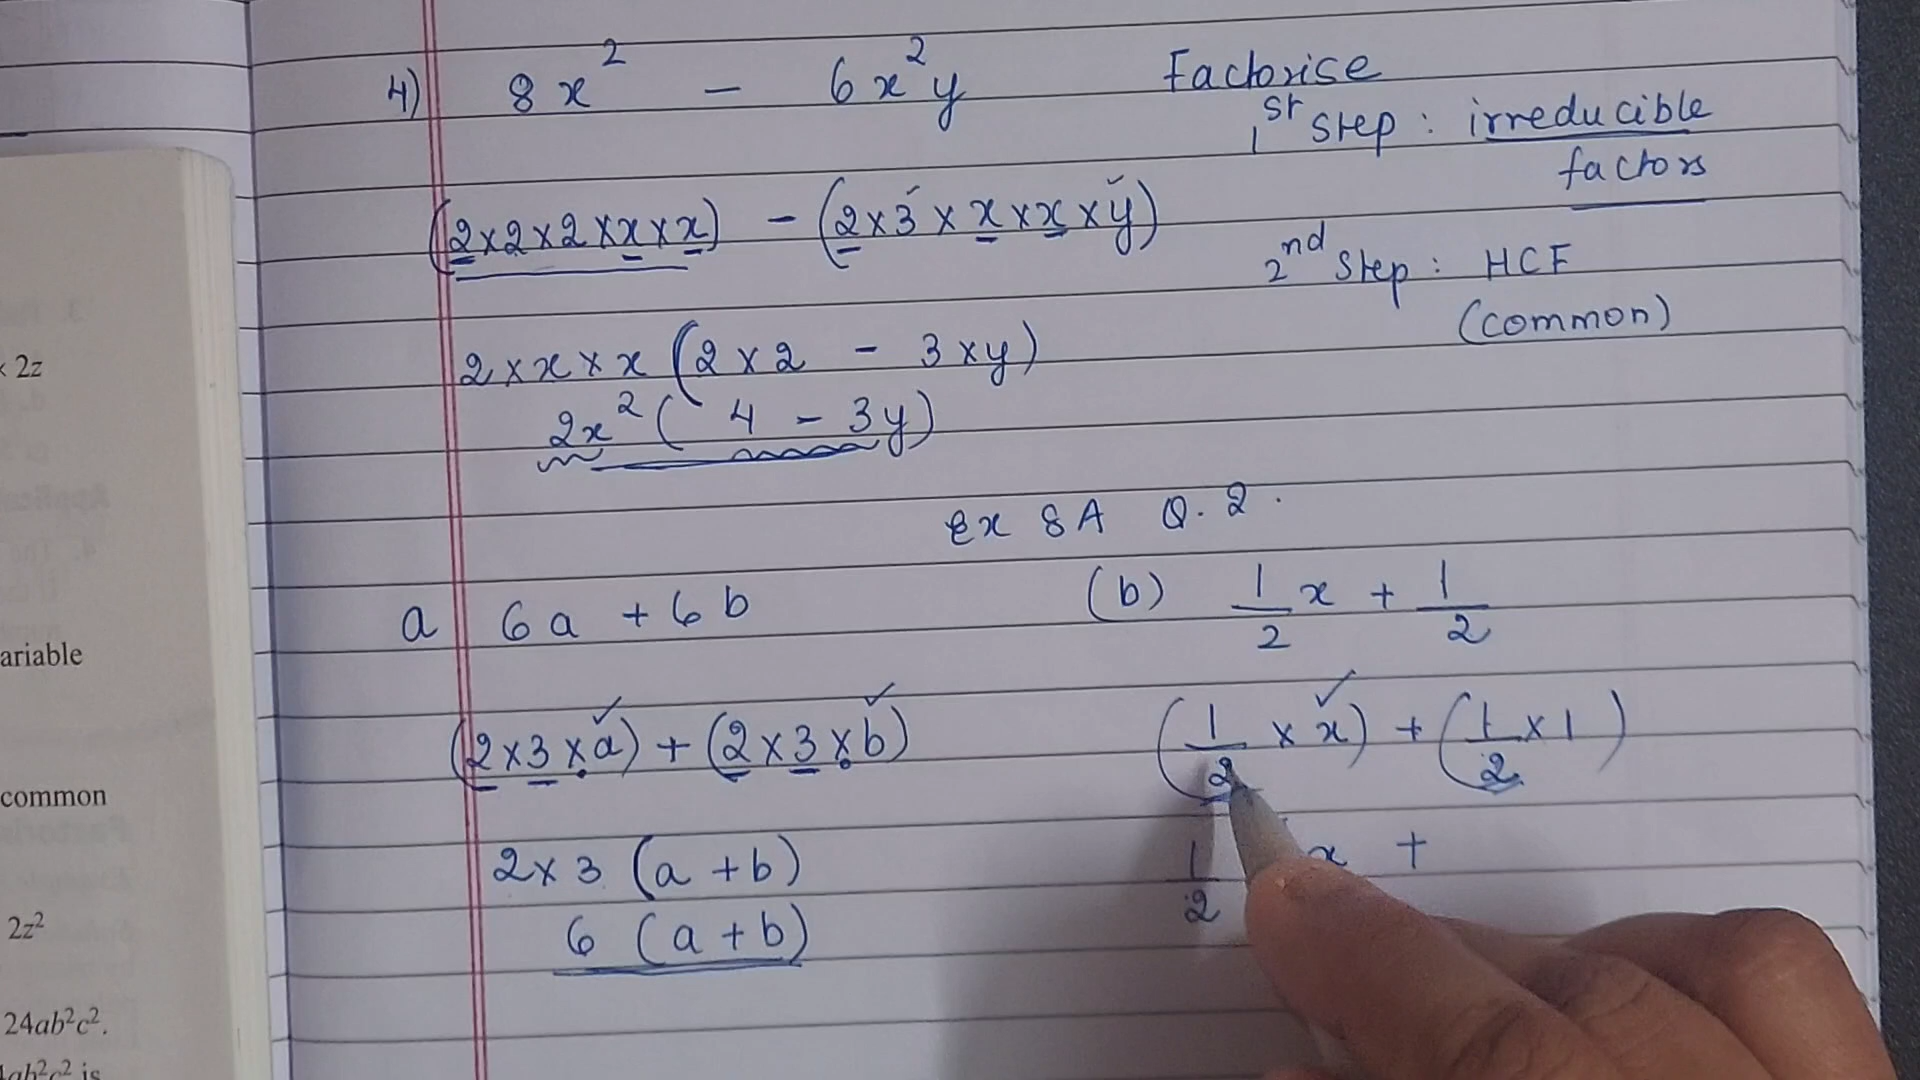 4) 8x² - 6x²y Factorise
1st Step : irreducible
factors
(2×2×2×x×x) - (2×3×x×x×y)
2nd Step : HCF
(common)
2×x×x(2×2 - 3×y)
2x²( 4 - 3y)
Ex 8A Q.2.
a 6a + 6b
(2×3×a) + (2×3×b)
2×3 (a+b)
6 (a+b)
(b) 1/2 x + 1/2
(1/2 × x) + (1/2 × 1)
1/2 x +
× 2z
ariable
common
2z²
24ab²c².